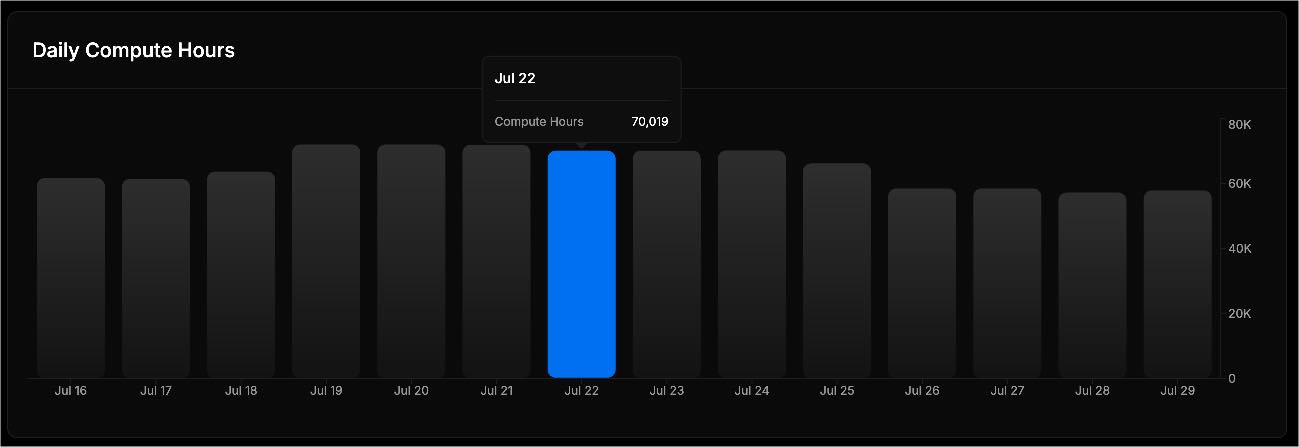 Daily Compute Hours
Jul 22
Compute Hours 70,019
80K
60K
40K
20K
0
Jul 16 Jul 17 Jul 18 Jul 19 Jul 20 Jul 21 Jul 22 Jul 23 Jul 24 Jul 25 Jul 26 Jul 27 Jul 28 Jul 29